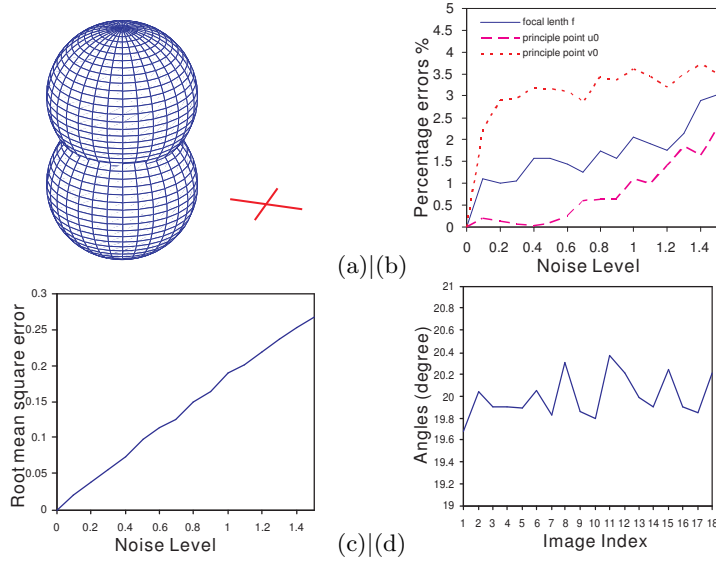 focal lenth f
principle point u0
principle point v0
Percentage errors %
5
4.5
4
3.5
3
2.5
2
1.5
1
0.5
0
0 0.2 0.4 0.6 0.8 1 1.2 1.4
Noise Level
(a)|(b)
Root mean square error
0.3
0.25
0.2
0.15
0.1
0.05
0
0 0.2 0.4 0.6 0.8 1 1.2 1.4
Noise Level
(c)|(d)
Angles (degree)
21
20.8
20.6
20.4
20.2
20
19.8
19.6
19.4
19.2
19
1 2 3 4 5 6 7 8 9 10 11 12 13 14 15 16 17 18
Image Index